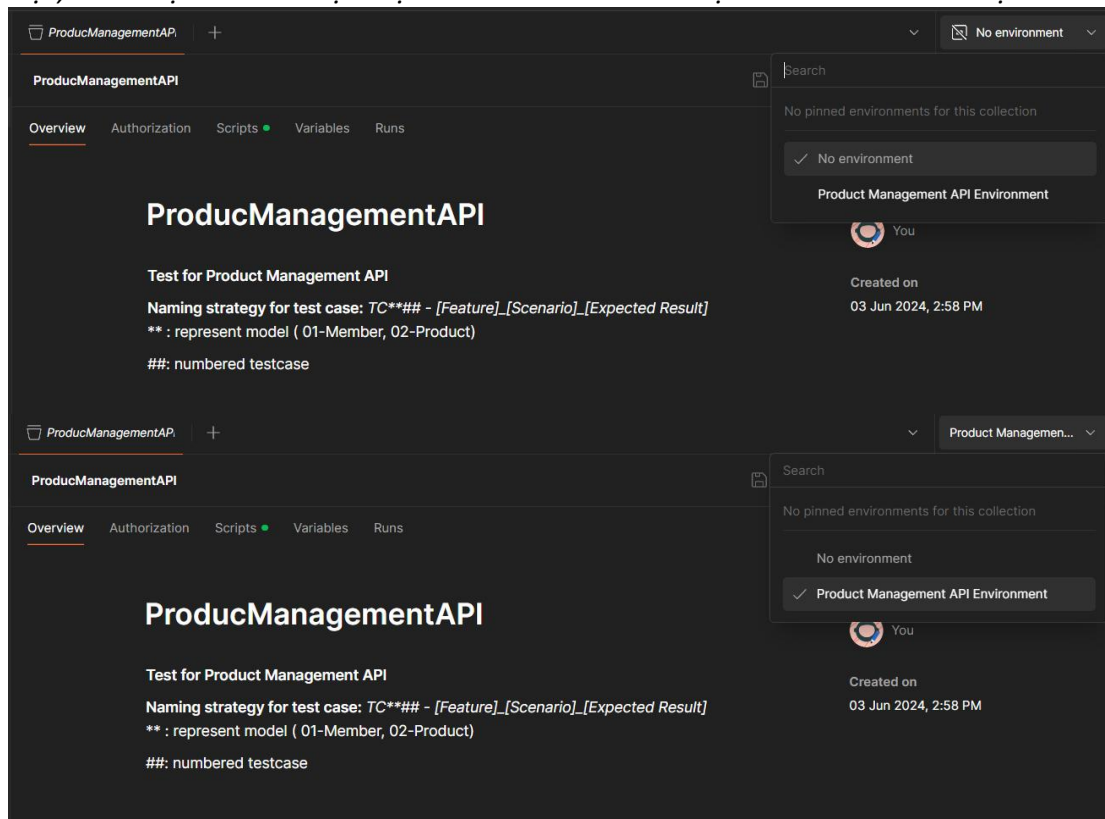 ProducManagementAP
No environment
ProducManagementAPI
Search
No pinned environments for this collection
Overview Authorization Scripts Variables Runs
No environment
Product Management API Environment
ProducManagementAPI
You
Test for Product Management API
Created on
Naming strategy for test case: TC**## - [Feature]_[Scenario]_[Expected Result]
03 Jun 2024, 2:58 PM
** : represent model ( 01-Member, 02-Product)
##: numbered testcase
ProducManagementAP
Product Managemen...
ProducManagementAPI
Search
No pinned environments for this collection
Overview Authorization Scripts Variables Runs
No environment
Product Management API Environment
ProducManagementAPI
You
Test for Product Management API
Created on
Naming strategy for test case: TC**## - [Feature]_[Scenario]_[Expected Result]
03 Jun 2024, 2:58 PM
** : represent model ( 01-Member, 02-Product)
##: numbered testcase